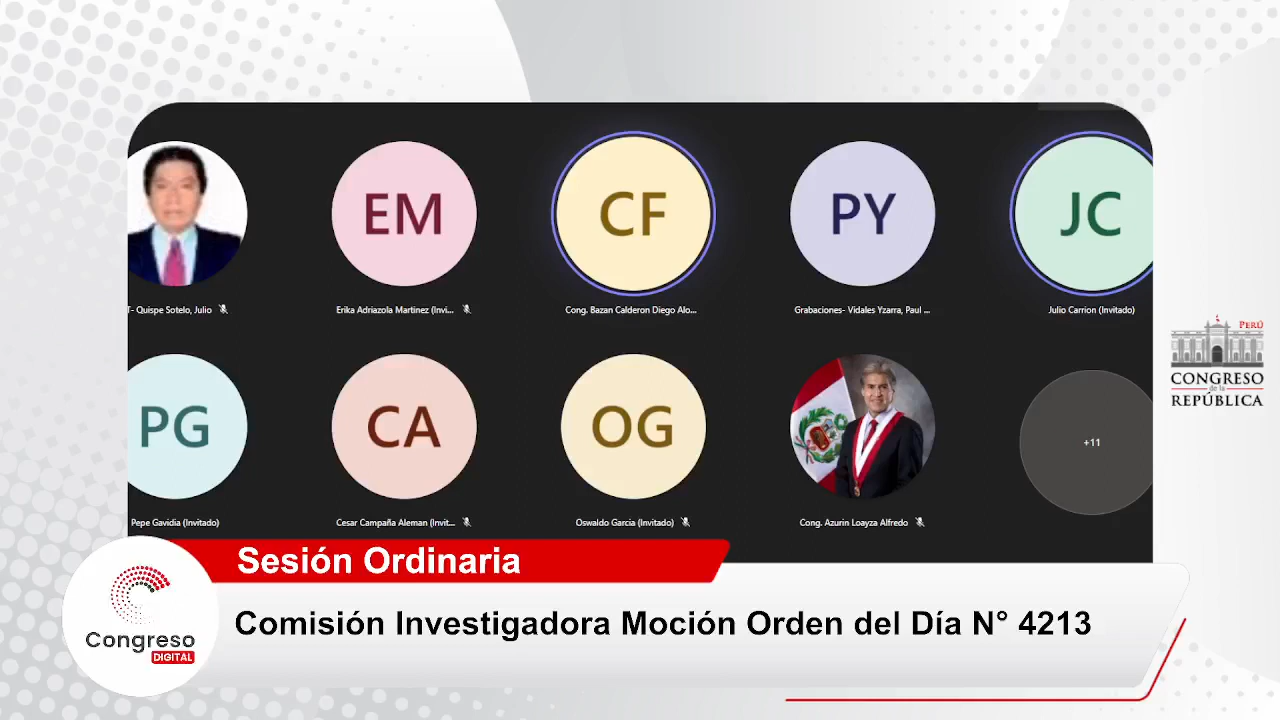 EM
CF
PY
JC
T- Quispe Sotelo, Julio
Erika Adriazola Martinez (Invi...
Cong. Bazan Calderon Diego Alo...
Grabaciones- Vidales Yzarra, Paul ...
Julio Carrion (Invitado)
PERÚ
CONGRESO
de la
REPÚBLICA
PG
CA
OG
+11
Pepe Gavidia (Invitado)
Cesar Campaña Aleman (Invit...
Oswaldo Garcia (Invitado)
Cong. Azurin Loayza Alfredo
Sesión Ordinaria
Comisión Investigadora Moción Orden del Día N° 4213
Congreso
DIGITAL